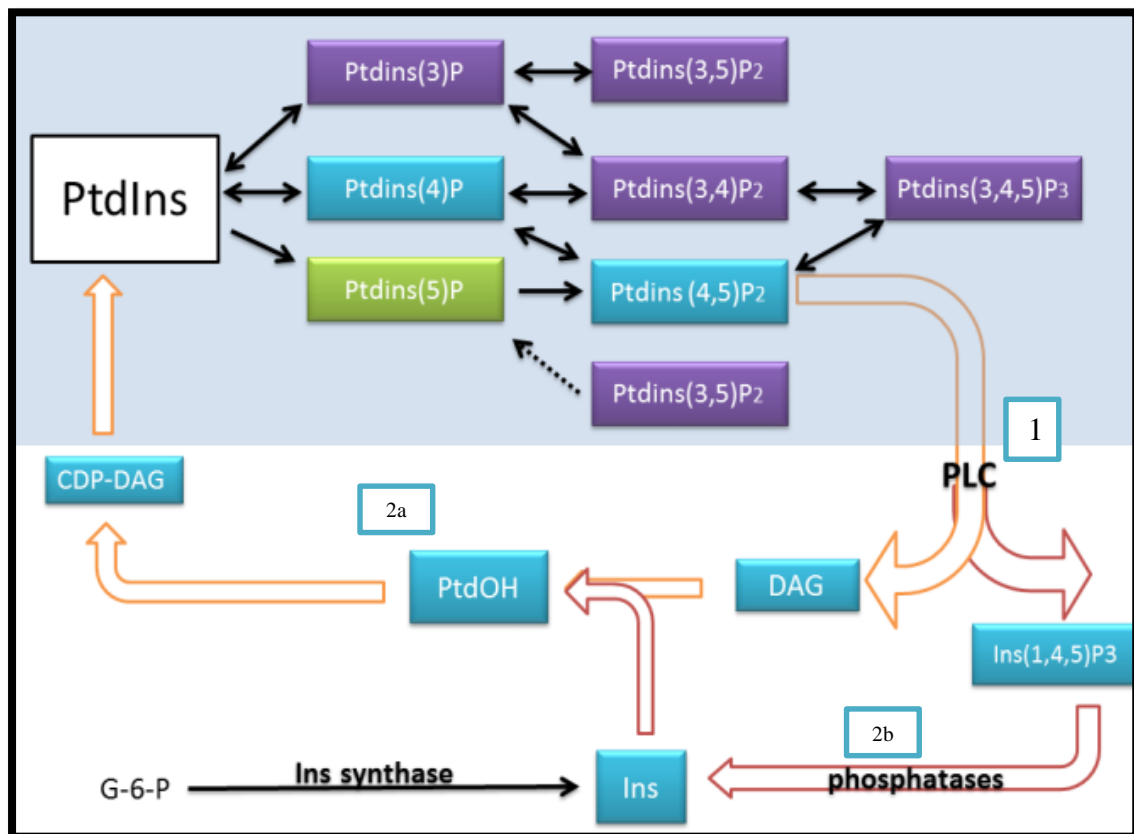 Ptdins(3)P
Ptdins(3,5)P2
PtdIns
Ptdins(4)P
Ptdins(3,4)P2
Ptdins(3,4,5)P3
Ptdins(5)P
Ptdins (4,5)P2
Ptdins(3,5)P2
1
PLC
CDP-DAG
2a
PtdOH
DAG
Ins(1,4,5)P3
2b
G-6-P
Ins synthase
Ins
phosphatases